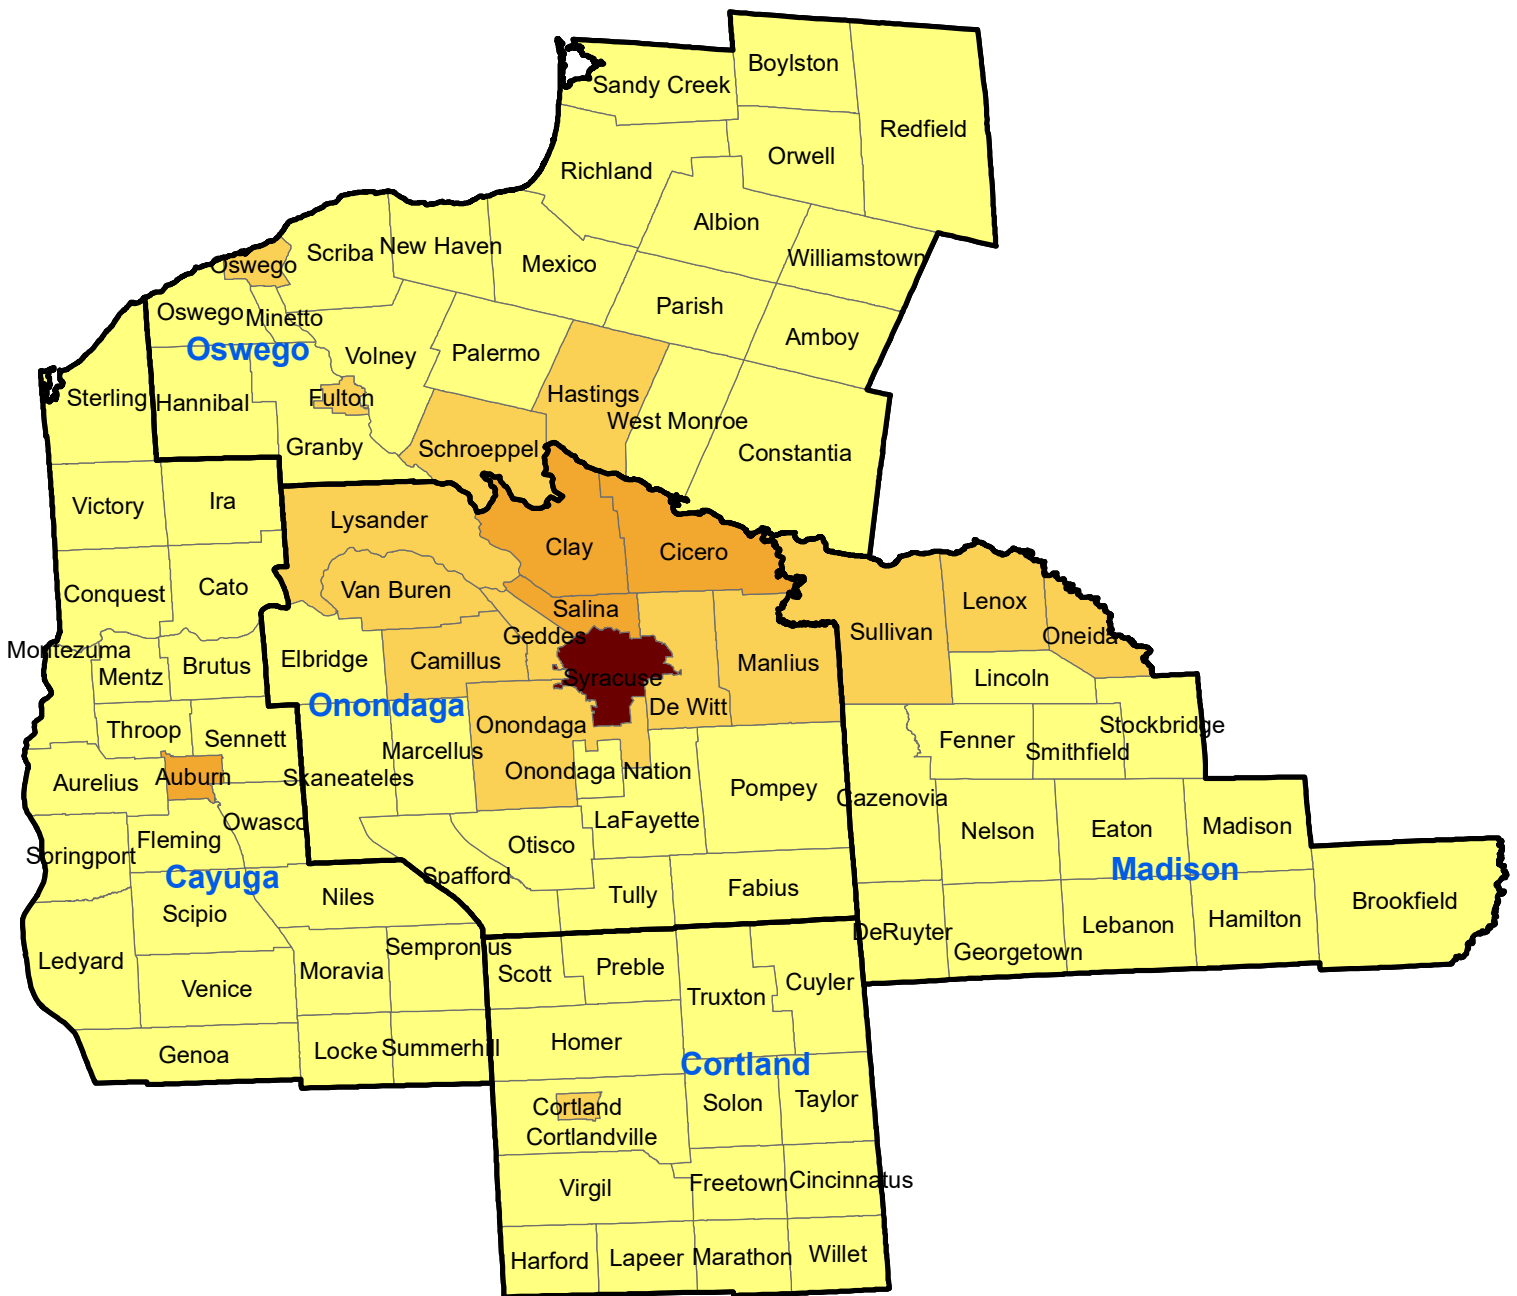 Boylston
Sandy Creek
Redfield
Orwell
Richland
Albion
Williamstown
Oswego
Scriba
New Haven
Mexico
Parish
Amboy
Oswego
Minetto
Oswego
Volney
Palermo
Hastings
West Monroe
Constantia
Sterling
Hannibal
Fulton
Granby
Schroeppel
Victory
Ira
Lysander
Clay
Cicero
Conquest
Cato
Van Buren
Salina
Geddes
Sullivan
Lenox
Oneida
Montezuma
Mentz
Brutus
Elbridge
Camillus
Syracuse
Manlius
Lincoln
Onondaga
De Witt
Throop
Sennett
Marcellus
Onondaga
Fenner
Smithfield
Stockbridge
Aurelius
Auburn
Skaneateles
Onondaga Nation
Pompey
Cazenovia
Owasco
LaFayette
Nelson
Eaton
Madison
Fleming
Springport
Otisco
Madison
Cayuga
Spafford
Niles
Tully
Fabius
Brookfield
Scipio
Hamilton
Lebanon
DeRuyter
Georgetown
Ledyard
Venice
Moravia
Sempronius
Scott
Preble
Cuyler
Truxton
Genoa
Locke
Summerhill
Homer
Cortland
Cortland
Cortlandville
Solon
Taylor
Virgil
Freetown
Cincinnatus
Harford
Lapeer
Marathon
Willet